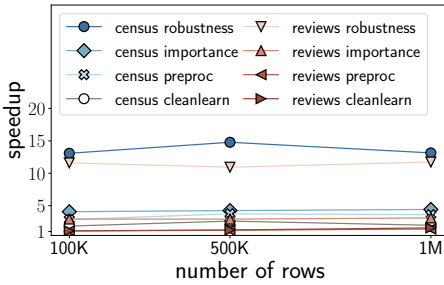 census robustness
census importance
census preproc
census cleanlearn
reviews robustness
reviews importance
reviews preproc
reviews cleanlearn
speedup
20
15
10
5
1
100K 500K 1M
number of rows